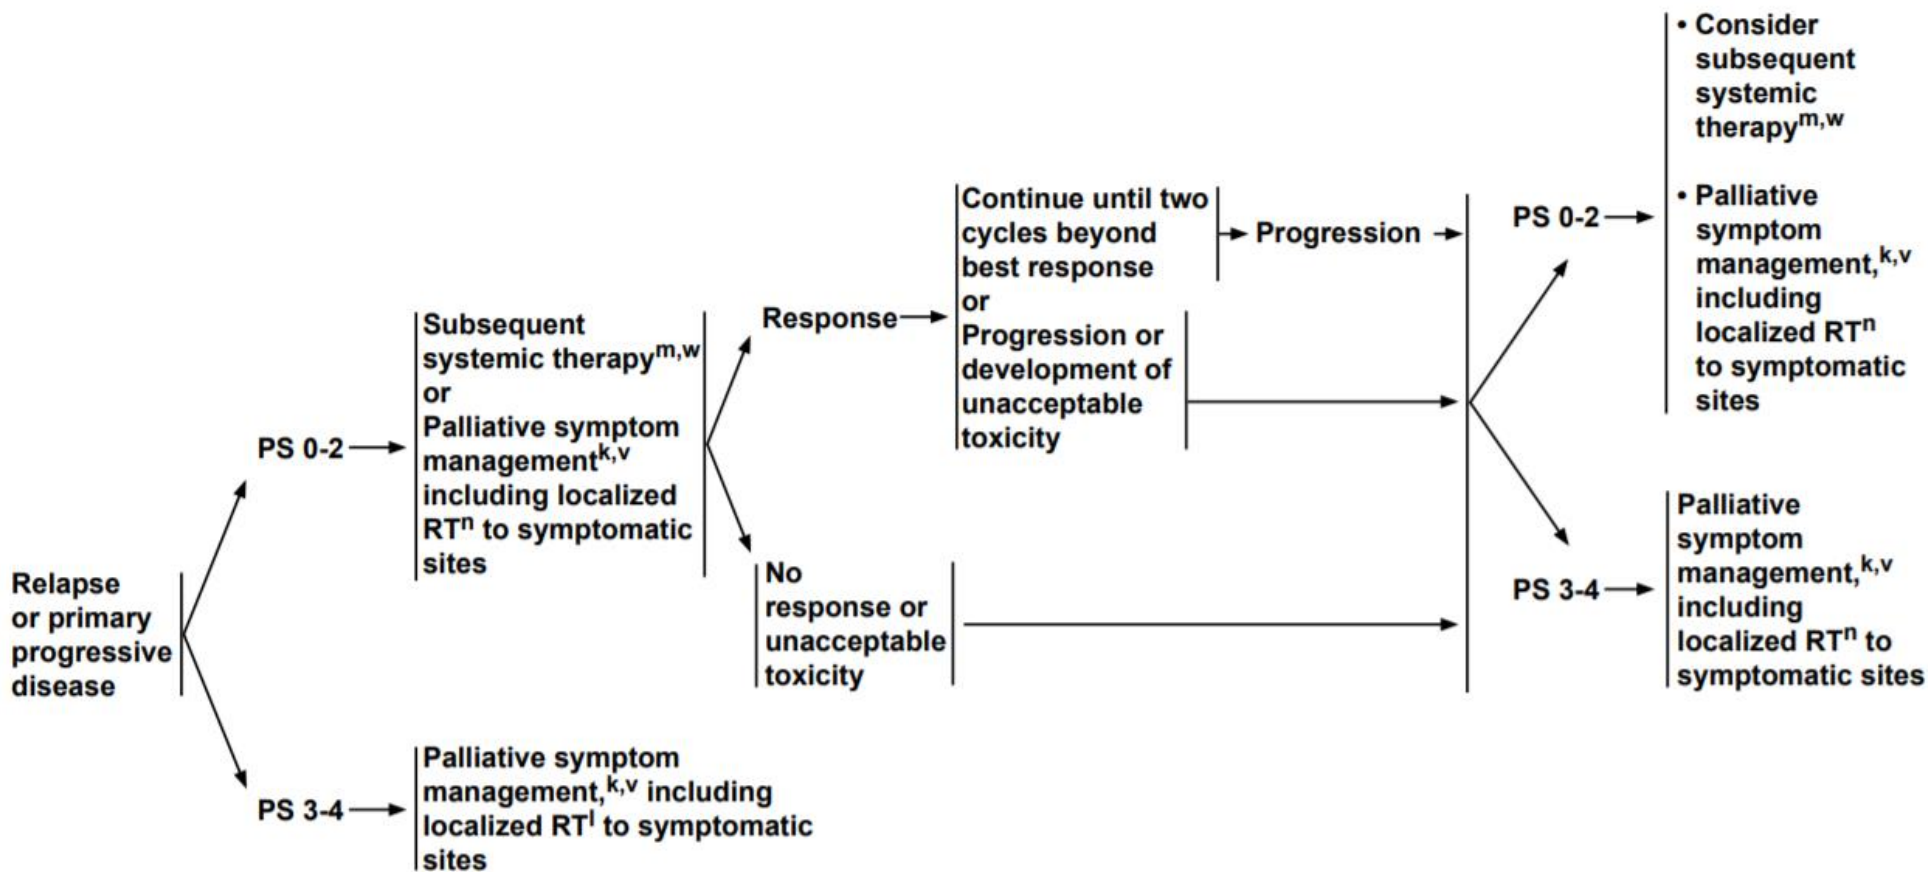 Relapse
or primary
progressive
disease
PS 0-2
Subsequent
systemic therapym,w
or
Palliative symptom
managementk,v
including localized
RTn to symptomatic
sites
PS 3-4
Palliative symptom
management,k,v including
localized RTl to symptomatic
sites
Response
Continue until two
cycles beyond
best response
or
Progression or
development of
unacceptable
toxicity
Progression
No
response or
unacceptable
toxicity
PS 0-2
• Consider
subsequent
systemic
therapym,w
• Palliative
symptom
management,k,v
including
localized RTn
to symptomatic
sites
PS 3-4
Palliative
symptom
management,k,v
including
localized RTn to
symptomatic sites